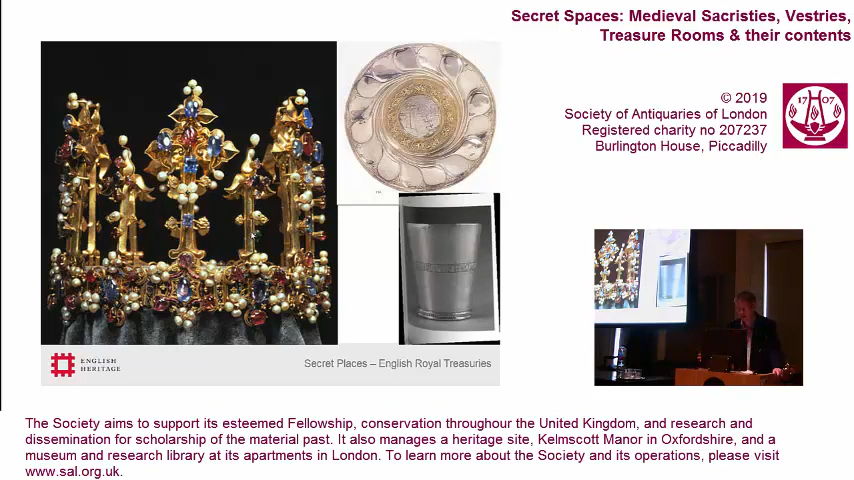 Secret Spaces: Medieval Sacristies, Vestries,
Treasure Rooms & their contents
© 2019
Society of Antiquaries of London
Registered charity no 207237
Burlington House, Piccadilly
17 07
ENGLISH
HERITAGE
Secret Places – English Royal Treasuries
The Society aims to support its esteemed Fellowship, conservation throughour the United Kingdom, and research and
dissemination for scholarship of the material past. It also manages a heritage site, Kelmscott Manor in Oxfordshire, and a
museum and research library at its apartments in London. To learn more about the Society and its operations, please visit
www.sal.org.uk.